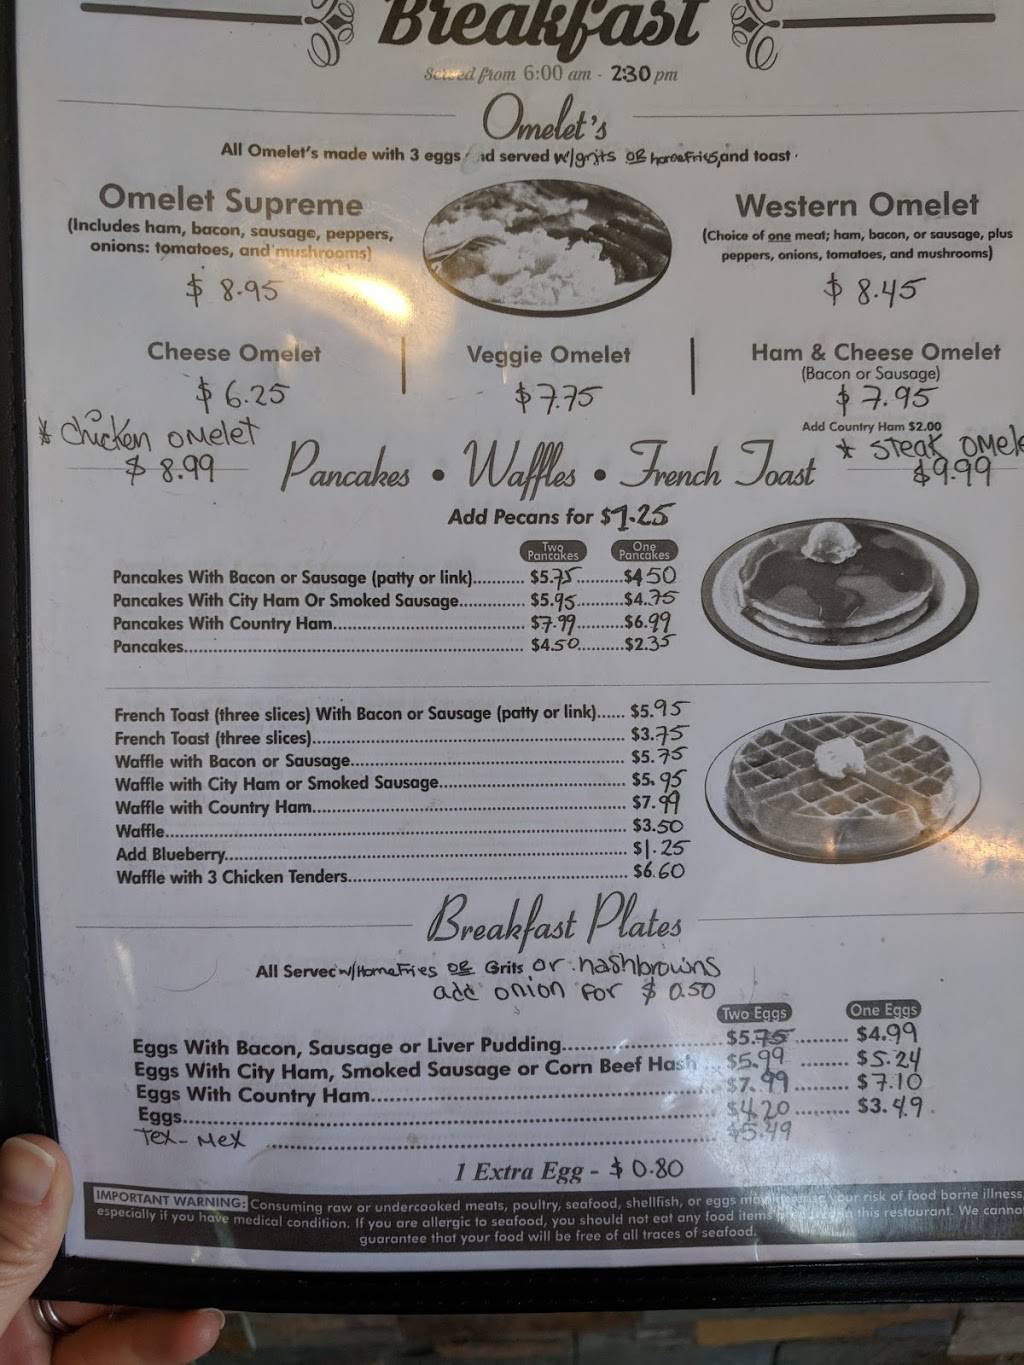 Breakfast
Served from 6:00 am - 2:30 pm
Omelet's
All Omelet's made with 3 eggs and served w/grits OR homeFries, and toast.
Omelet Supreme
(Includes ham, bacon, sausage, peppers,
onions: tomatoes, and mushrooms)
$ 8.95
Western Omelet
(Choice of one meat; ham, bacon, or sausage, plus
peppers, onions, tomatoes, and mushrooms)
$ 8.45
Cheese Omelet
$ 6.25
Veggie Omelet
$ 7.75
Ham & Cheese Omelet
(Bacon or Sausage)
$ 7.95
Add Country Ham $2.00
* Chicken omelet
$ 8.99
* Steak omele
$9.99
Pancakes • Waffles • French Toast
Add Pecans for $1.25
Two Pancakes One Pancakes
Pancakes With Bacon or Sausage (patty or link)........... $5.75..........$4.50
Pancakes With City Ham Or Smoked Sausage.............. $5.95..........$4.75
Pancakes With Country Ham......................................... $7.99..........$6.99
Pancakes........................................................................ $4.50..........$2.35
French Toast (three slices) With Bacon or Sausage (patty or link)...... $5.95
French Toast (three slices)................................................................ $3.75
Waffle with Bacon or Sausage.......................................................... $5.75
Waffle with City Ham or Smoked Sausage....................................... $5.95
Waffle with Country Ham................................................................ $7.99
Waffle............................................................................................. $3.50
Add Blueberry................................................................................. $1.25
Waffle with 3 Chicken Tenders.......................................................... $6.60
Breakfast Plates
All Served w/HomeFries OR Grits or hashbrowns
add onion for $ 0.50
Two Eggs One Eggs
Eggs With Bacon, Sausage or Liver Pudding........................... $5.75 ......... $4.99
Eggs With City Ham, Smoked Sausage or Corn Beef Hash ... $5.99 ........ $5.24
Eggs With Country Ham.......................................................... $7.99 ......... $7.10
Eggs........................................................................................ $4.20 ......... $3.49.
Tex-Mex ................................................................................ $5.49
1 Extra Egg - $ 0.80
IMPORTANT WARNING: Consuming raw or undercooked meats, poultry, seafood, shellfish, or eggs may increase your risk of food borne illness
especially if you have medical condition. If you are allergic to seafood, you should not eat any food items this restaurant. We canno
guarantee that your food will be free of all traces of seafood.